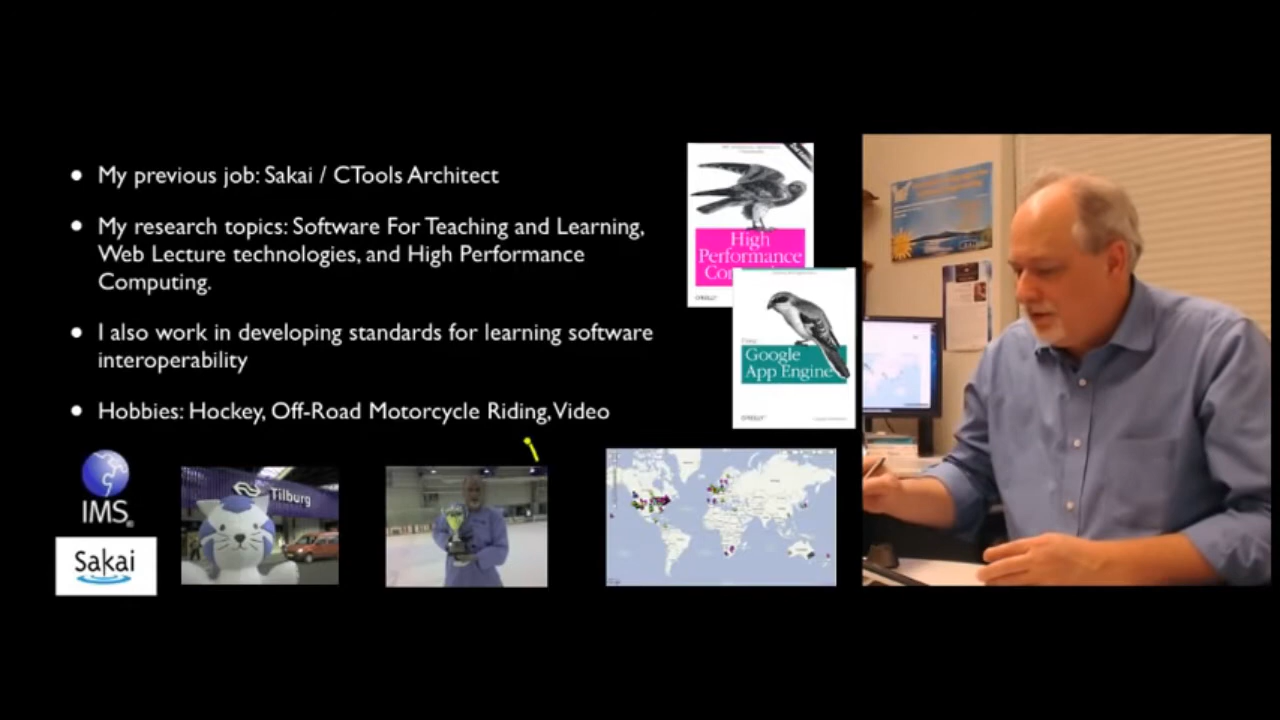 My previous job: Sakai / CTools Architect
My research topics: Software For Teaching and Learning,
Web Lecture technologies, and High Performance
Computing.
I also work in developing standards for learning software
interoperability
Hobbies: Hockey, Off-Road Motorcycle Riding, Video
High
Performance
O'REILLY
Google
App Engine
O'REILLY
IMS
Sakai
Tilburg